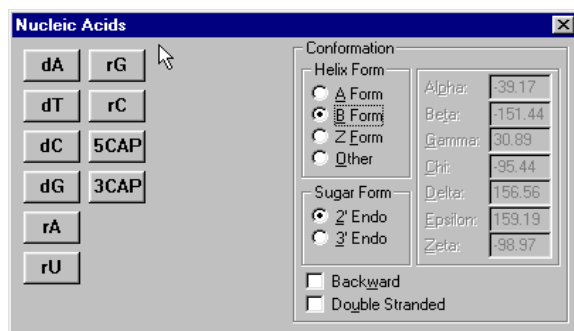 Nucleic Acids
dA rG
dT rC
dC 5CAP
dG 3CAP
rA
rU
Conformation
Helix Form
A Form
B Form
Z Form
Other
Sugar Form
2' Endo
3' Endo
Alpha: -39.17
Beta: -151.44
Gamma: 30.89
Chi: -95.44
Delta: 156.56
Epsilon: 159.19
Zeta: -98.97
Backward
Double Stranded